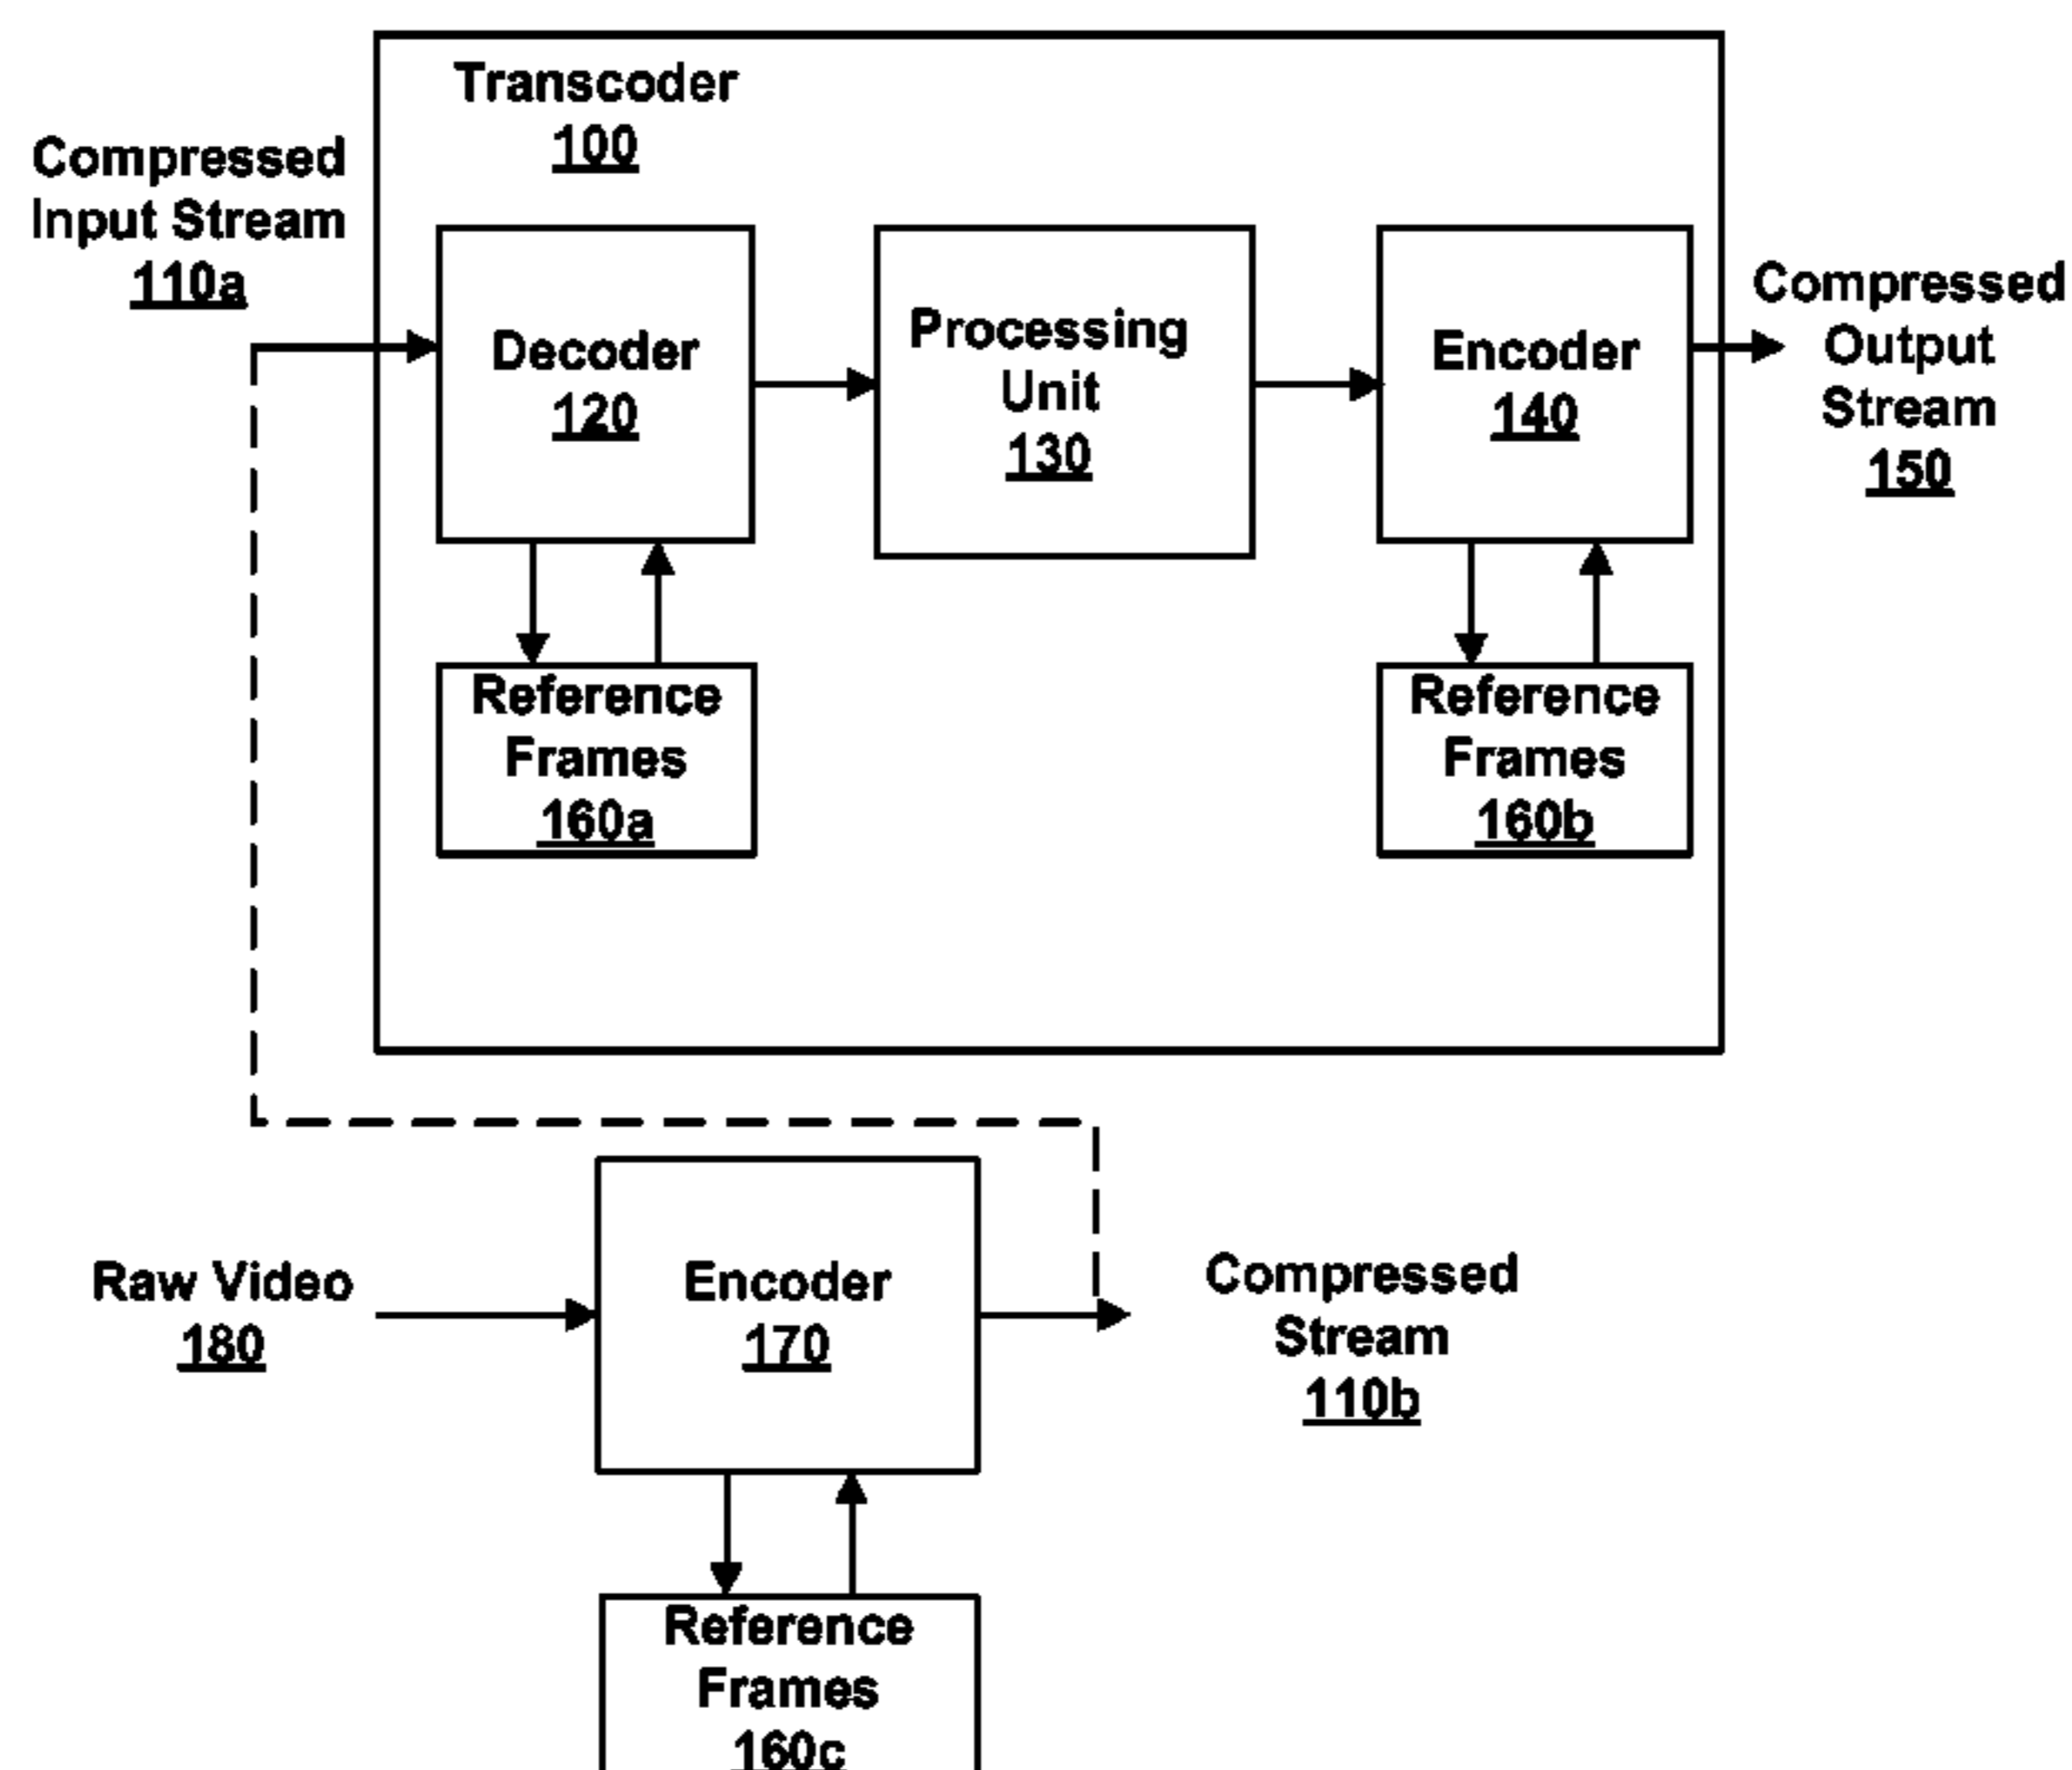 Transcoder
100
Compressed
Input Stream
110a
Decoder
120
Processing
Unit
130
Encoder
140
Compressed
Output
Stream
150
Reference
Frames
160a
Reference
Frames
160b
Raw Video
180
Encoder
170
Compressed
Stream
110b
Reference
Frames
160c